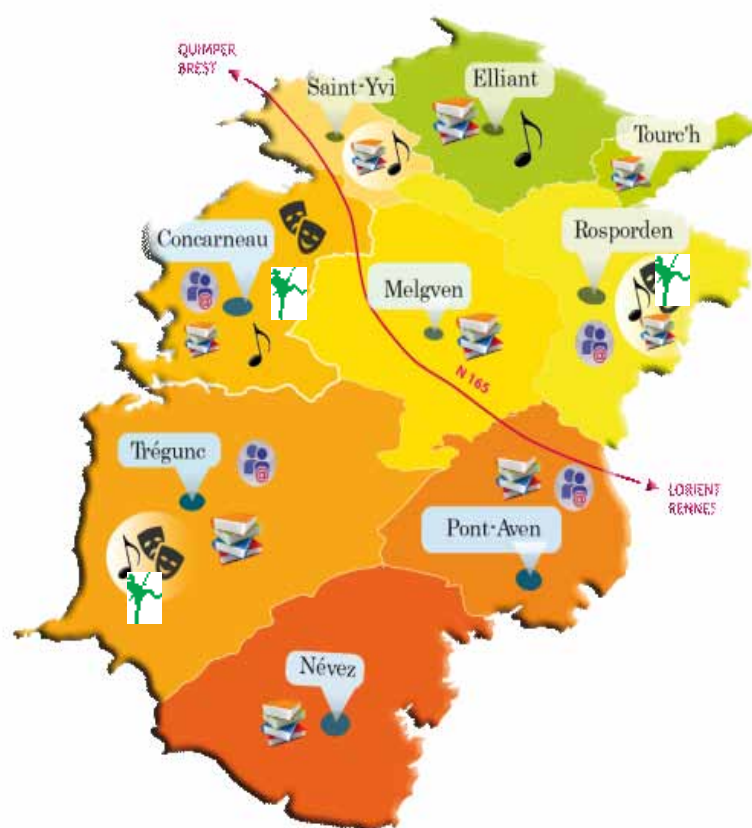 QUIMPER
BREST
Saint-Yvi
Elliant
Tourc'h
Concarneau
Rosporden
Melgven
N 165
Trégunc
LORIENT
RENNES
Pont-Aven
Névez